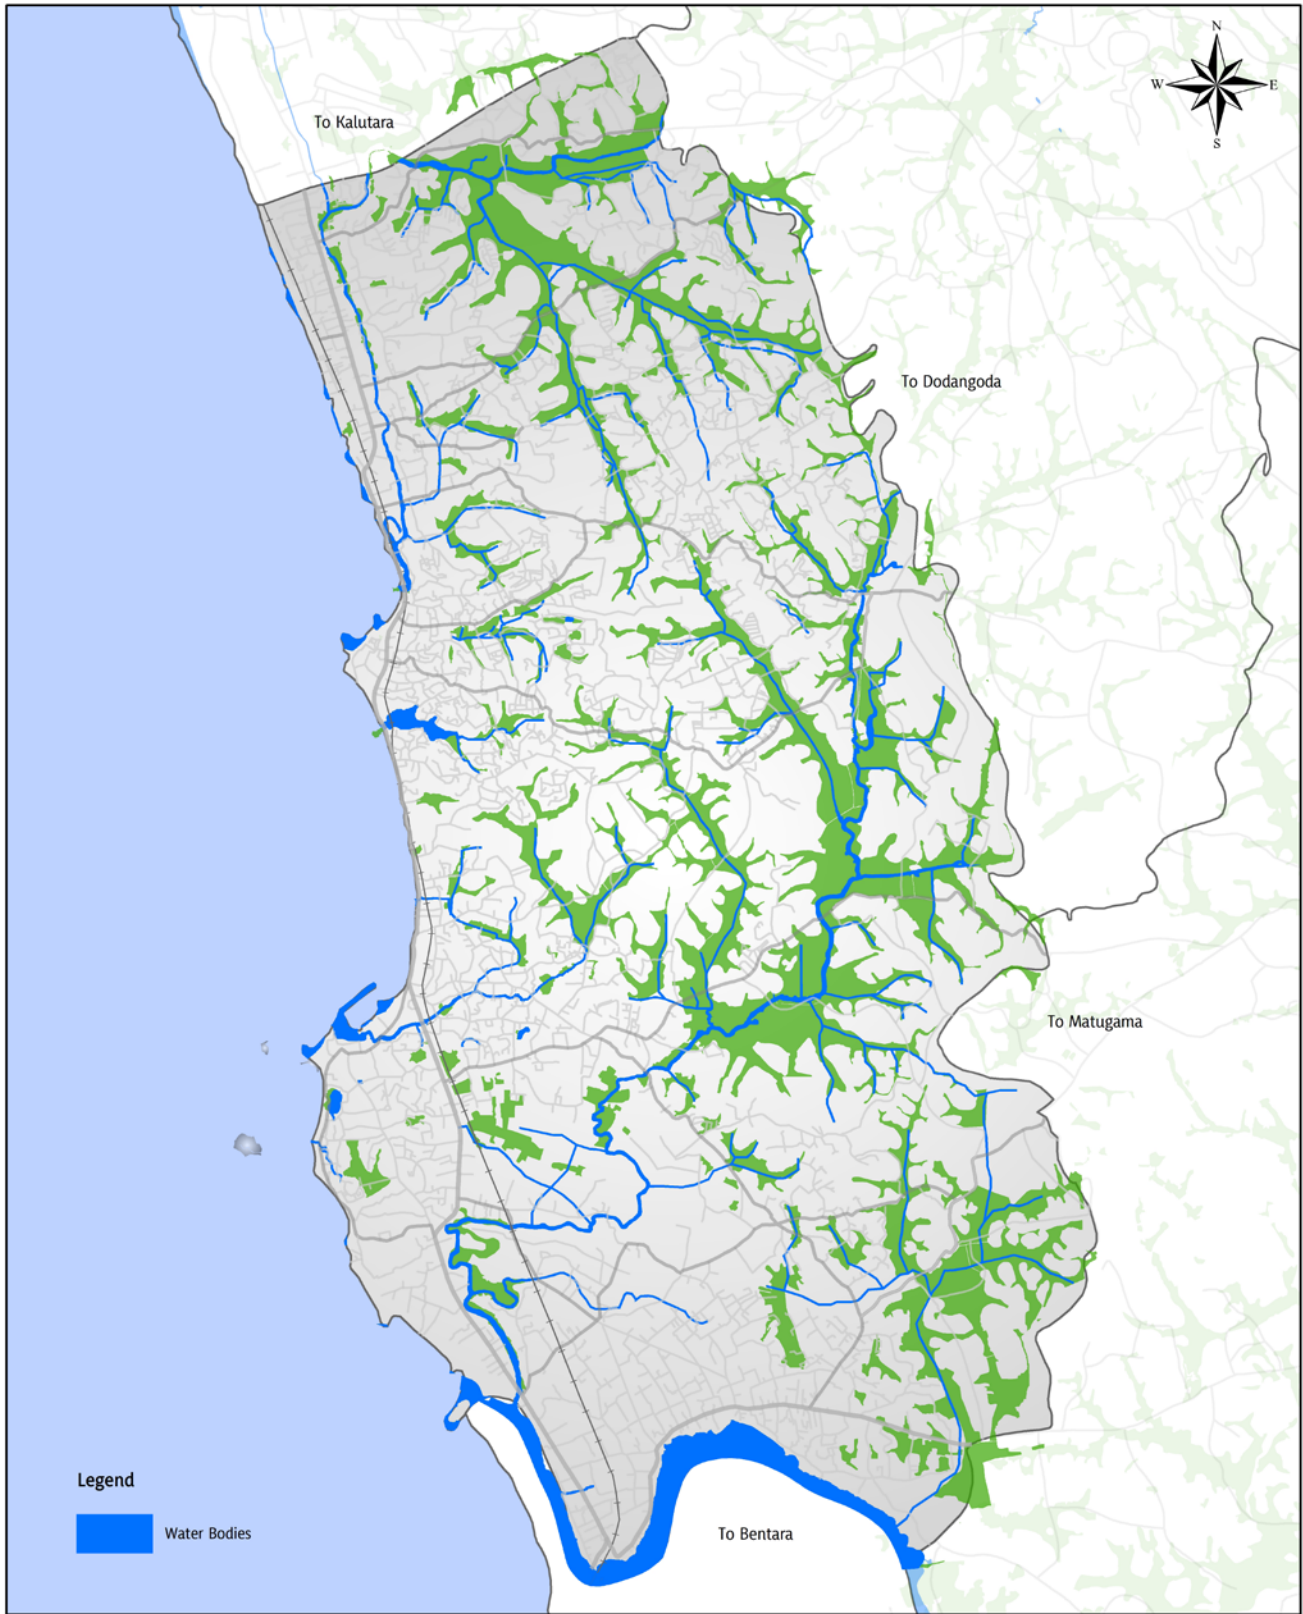 N
W
E
S
To Kalutara
To Dodangoda
To Matugama
Legend
Water Bodies
To Bentara